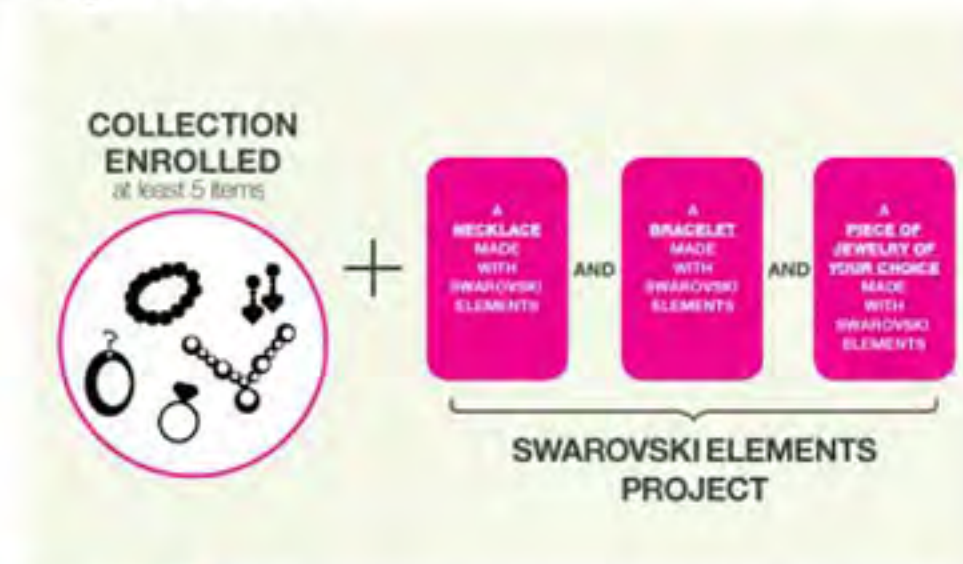 COLLECTION
ENROLLED
at least 5 items
+
A
NECKLACE
MADE
WITH
SWAROVSKI
ELEMENTS
AND
A
BRACELET
MADE
WITH
SWAROVSKI
ELEMENTS
AND
A
PIECE OF
JEWELRY OF
YOUR CHOICE
MADE
WITH
SWAROVSKI
ELEMENTS
SWAROVSKI ELEMENTS
PROJECT